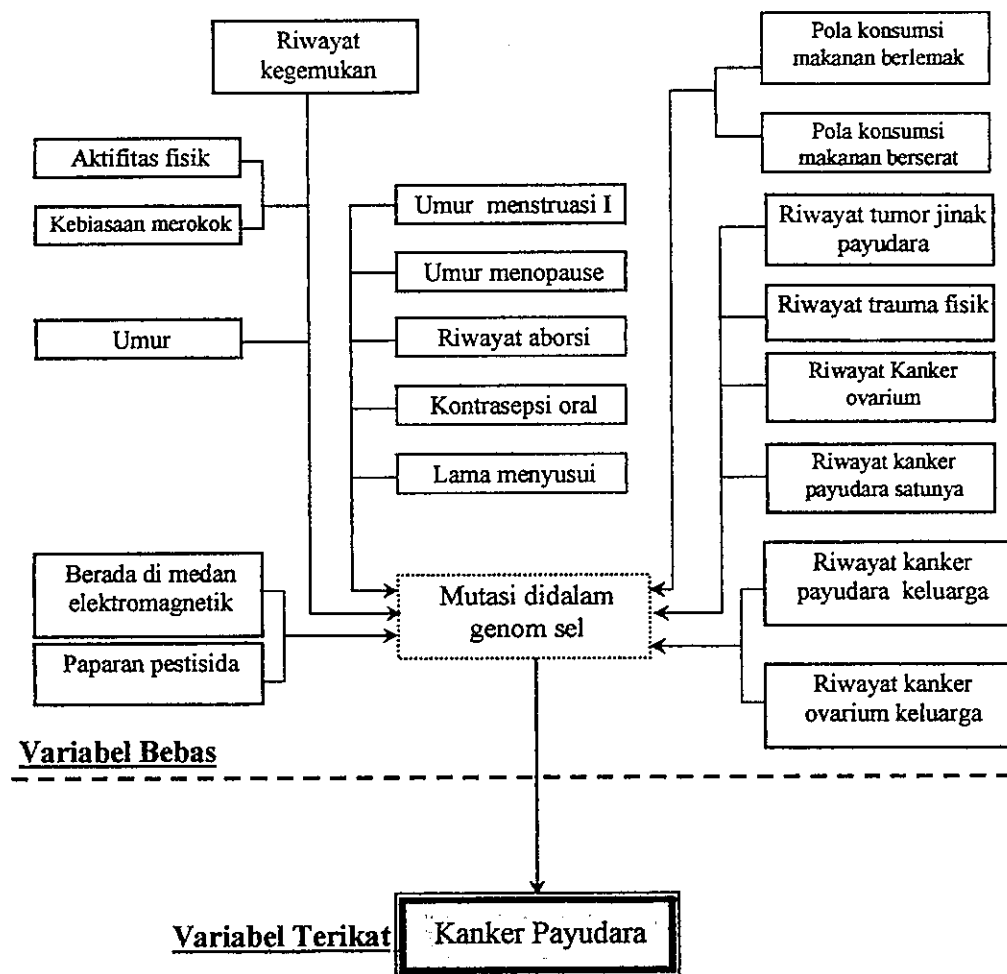 Riwayat
kegemukan
Aktifitas fisik
Kebiasaan merokok
Umur
Umur menstruasi I
Umur menopause
Riwayat aborsi
Kontrasepsi oral
Lama menyusui
Pola konsumsi
makanan berlemak
Pola konsumsi
makanan berserat
Riwayat tumor jinak
payudara
Riwayat trauma fisik
Riwayat Kanker
ovarium
Riwayat kanker
payudara satunya
Riwayat kanker
payudara keluarga
Riwayat kanker
ovarium keluarga
Berada di medan
elektromagnetik
Paparan pestisida
Mutasi didalam
genom sel
Variabel Bebas
Variabel Terikat
Kanker Payudara